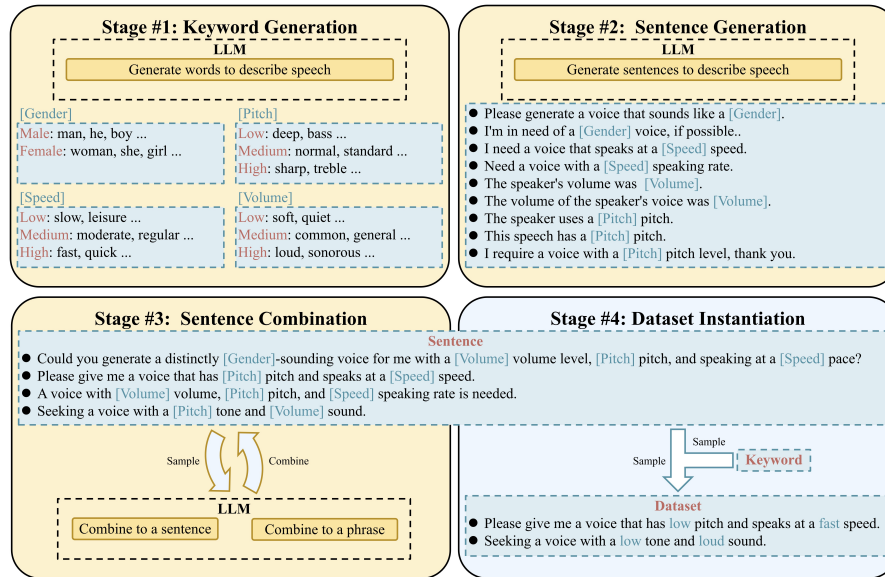 Stage #1: Keyword Generation
LLM
Generate words to describe speech
[Gender]
Male: man, he, boy ...
Female: woman, she, girl ...
[Pitch]
Low: deep, bass ...
Medium: normal, standard ...
High: sharp, treble ...
[Speed]
Low: slow, leisure ...
Medium: moderate, regular ...
High: fast, quick ...
[Volume]
Low: soft, quiet ...
Medium: common, general ...
High: loud, sonorous ...
Stage #2: Sentence Generation
LLM
Generate sentences to describe speech
● Please generate a voice that sounds like a [Gender].
● I'm in need of a [Gender] voice, if possible..
● I need a voice that speaks at a [Speed] speed.
● Need a voice with a [Speed] speaking rate.
● The speaker's volume was [Volume].
● The volume of the speaker's voice was [Volume].
● The speaker uses a [Pitch] pitch.
● This speech has a [Pitch] pitch.
● I require a voice with a [Pitch] pitch level, thank you.
Stage #3: Sentence Combination
Stage #4: Dataset Instantiation
Sentence
● Could you generate a distinctly [Gender]-sounding voice for me with a [Volume] volume level, [Pitch] pitch, and speaking at a [Speed] pace?
● Please give me a voice that has [Pitch] pitch and speaks at a [Speed] speed.
● A voice with [Volume] volume, [Pitch] pitch, and [Speed] speaking rate is needed.
● Seeking a voice with a [Pitch] tone and [Volume] sound.
Sample
Combine
LLM
Combine to a sentence
Combine to a phrase
Sample
Sample
Keyword
Dataset
● Please give me a voice that has low pitch and speaks at a fast speed.
● Seeking a voice with a low tone and loud sound.